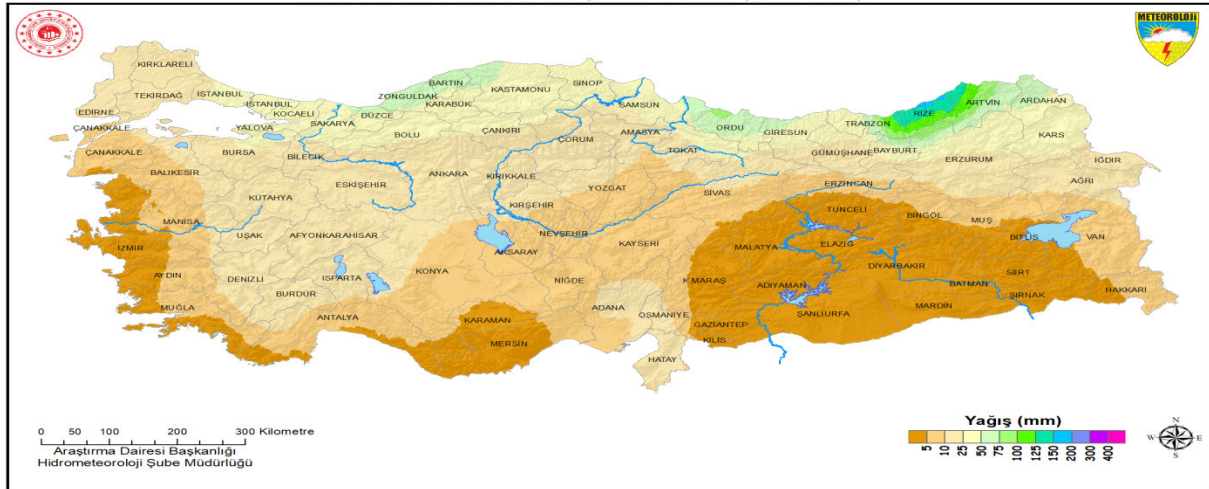 METEOROLOJİ
KIRKLARELİ
TEKİRDAĞ
EDİRNE
İSTANBUL
İSTANBUL
KOCAELİ
YALOVA
SAKARYA
DÜZCE
ZONGULDAK
BARTIN
KARABÜK
KASTAMONU
SİNOP
SAMSUN
ORDU
GİRESUN
TRABZON
RİZE
ARTVİN
ARDAHAN
KARS
ÇANAKKALE
ÇANAKKALE
BALIKESİR
BURSA
BİLECİK
BOLU
ÇANKIRI
ÇORUM
AMASYA
TOKAT
GÜMÜŞHANE
BAYBURT
ERZURUM
IĞDIR
AĞRI
KÜTAHYA
ESKİŞEHİR
ANKARA
KIRIKKALE
YOZGAT
SİVAS
ERZİNCAN
TUNCELİ
BİNGÖL
MUŞ
BİTLİS
VAN
MANİSA
İZMİR
UŞAK
AFYONKARAHİSAR
KIRŞEHİR
NEVŞEHİR
AKSARAY
KAYSERİ
MALATYA
ELAZIĞ
DİYARBAKIR
BATMAN
SİİRT
ŞIRNAK
HAKKARİ
AYDIN
DENİZLİ
ISPARTA
BURDUR
KONYA
NİĞDE
K.MARAŞ
ADIYAMAN
MARDİN
ŞANLIURFA
MUĞLA
ANTALYA
KARAMAN
MERSİN
ADANA
OSMANİYE
GAZİANTEP
KİLİS
HATAY
0 50 100 200 300 Kilometre
Araştırma Dairesi Başkanlığı
Hidrometeoroloji Şube Müdürlüğü
Yağış (mm)
5 10 25 50 75 100 125 150 200 300 400
N
W E
S